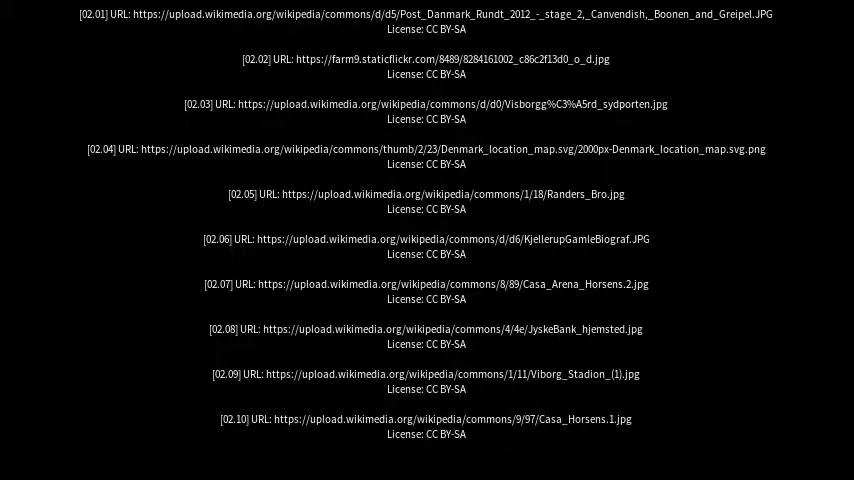 [02.01] URL: https://upload.wikimedia.org/wikipedia/commons/d/d5/Post_Danmark_Rundt_2012_-_stage_2,_Canvendish,_Boonen_and_Greipel.JPG
License: CC BY-SA
[02.02] URL: https://farm9.staticflickr.com/8489/8284161002_c86c2f13d0_o_d.jpg
License: CC BY-SA
[02.03] URL: https://upload.wikimedia.org/wikipedia/commons/d/d0/Visborgg%C3%A5rd_sydporten.jpg
License: CC BY-SA
[02.04] URL: https://upload.wikimedia.org/wikipedia/commons/thumb/2/23/Denmark_location_map.svg/2000px-Denmark_location_map.svg.png
License: CC BY-SA
[02.05] URL: https://upload.wikimedia.org/wikipedia/commons/1/18/Randers_Bro.jpg
License: CC BY-SA
[02.06] URL: https://upload.wikimedia.org/wikipedia/commons/d/d6/KjellerupGamleBiograf.JPG
License: CC BY-SA
[02.07] URL: https://upload.wikimedia.org/wikipedia/commons/8/89/Casa_Arena_Horsens.2.jpg
License: CC BY-SA
[02.08] URL: https://upload.wikimedia.org/wikipedia/commons/4/4e/JyskeBank_hjemsted.jpg
License: CC BY-SA
[02.09] URL: https://upload.wikimedia.org/wikipedia/commons/1/11/Viborg_Stadion_(1).jpg
License: CC BY-SA
[02.10] URL: https://upload.wikimedia.org/wikipedia/commons/9/97/Casa_Horsens.1.jpg
License: CC BY-SA